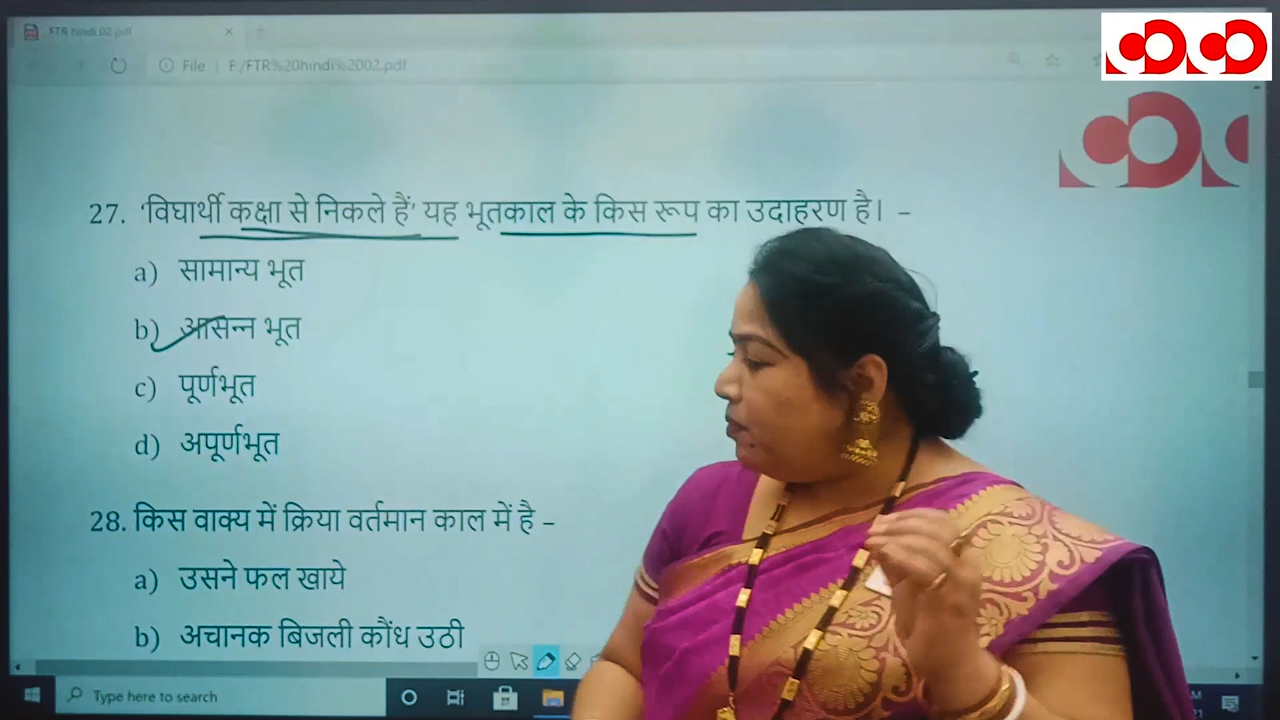 FTR hindi 02.pdf
File F:/FTR%20hindi%2002.pdf
27. ‘विघार्थी कक्षा से निकले हैं’ यह भूतकाल के किस रूप का उदाहरण है। –
a) सामान्य भूत
b) आसन्न भूत
c) पूर्णभूत
d) अपूर्णभूत
28. किस वाक्य में क्रिया वर्तमान काल में है –
a) उसने फल खाये
b) अचानक बिजली कौंध उठी
Type here to search